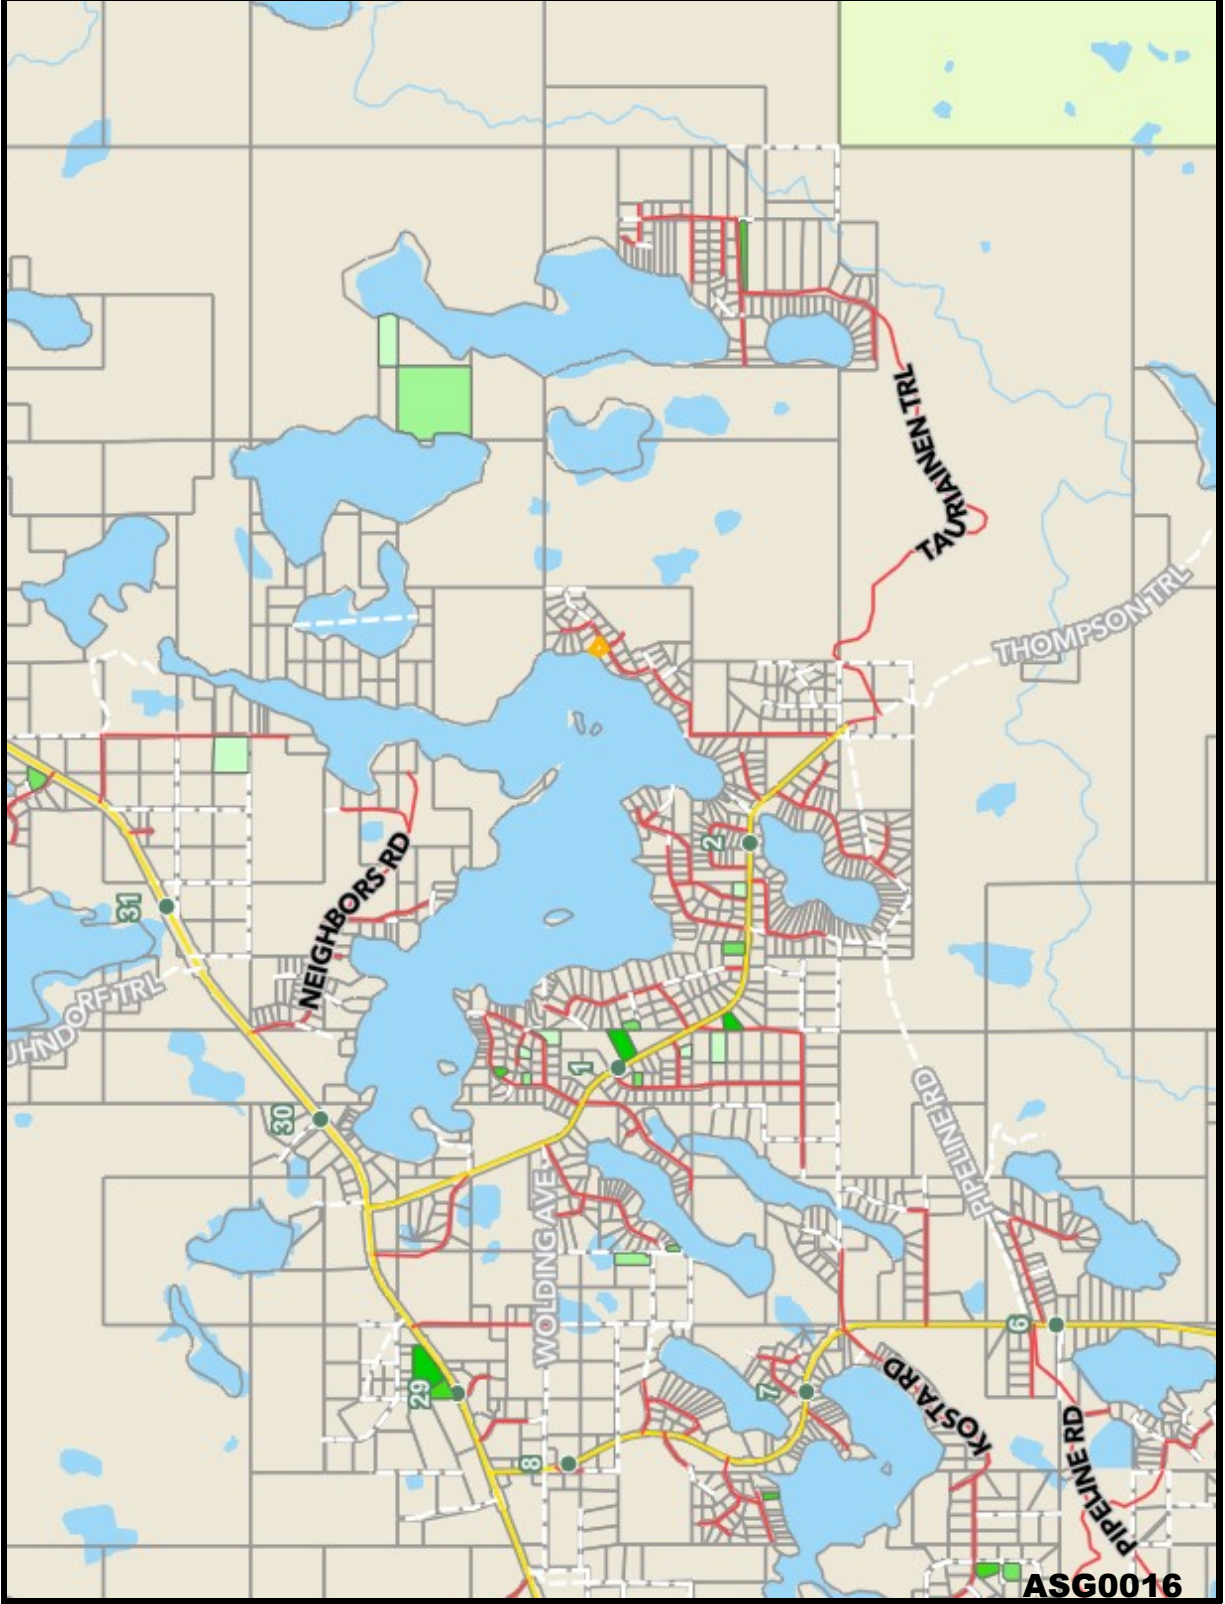 TAURIAINEN TRL
THOMPSON TRL
2
NEIGHBORS RD
31
UHNDORF TRL
1
30
PIPELINE RD
WOLDING AVE
6
29
7
KOSTA RD
8
PIPELINE RD
ASG0016